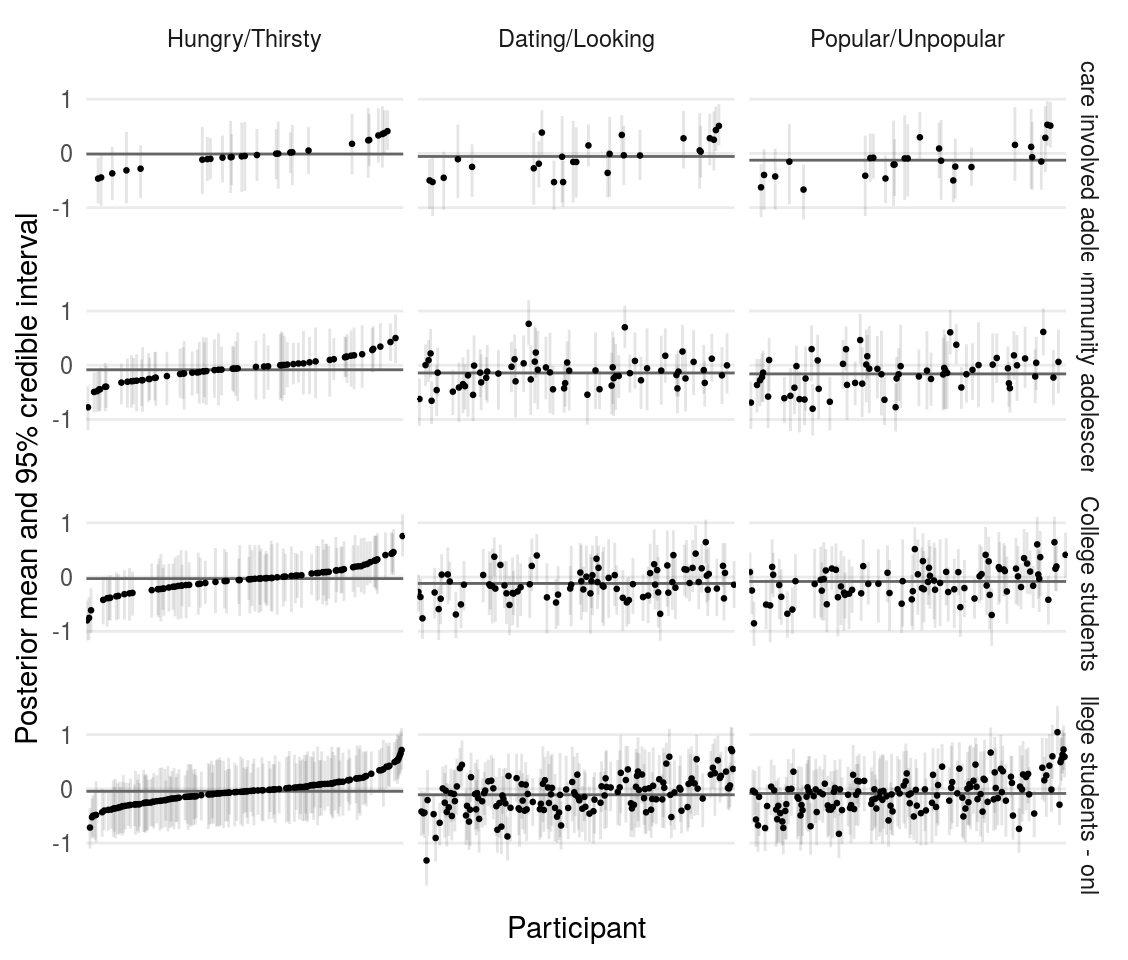 Hungry/Thirsty
Dating/Looking
Popular/Unpopular
Posterior mean and 95% credible interval
1
0
-1
care involved adole
1
0
-1
mmunity adolescen
1
0
-1
College students
1
0
-1
llege students - onl
Participant